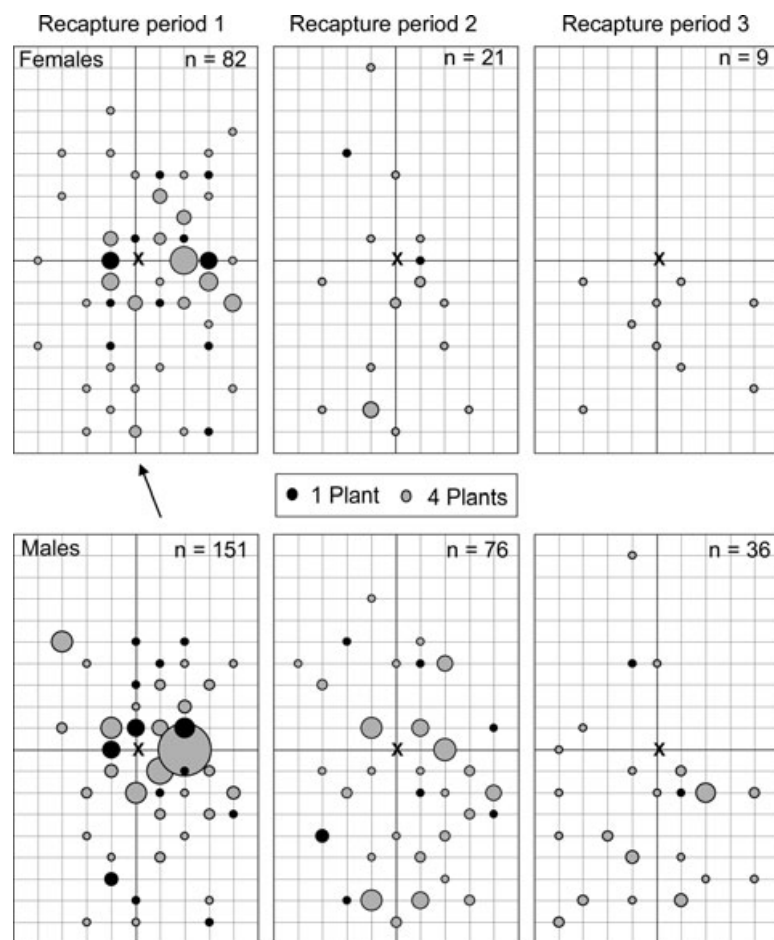 Recapture period 1 Recapture period 2 Recapture period 3
Females n = 82 n = 21 n = 9
X X X
1 Plant 4 Plants
Males n = 151 n = 76 n = 36
X X X